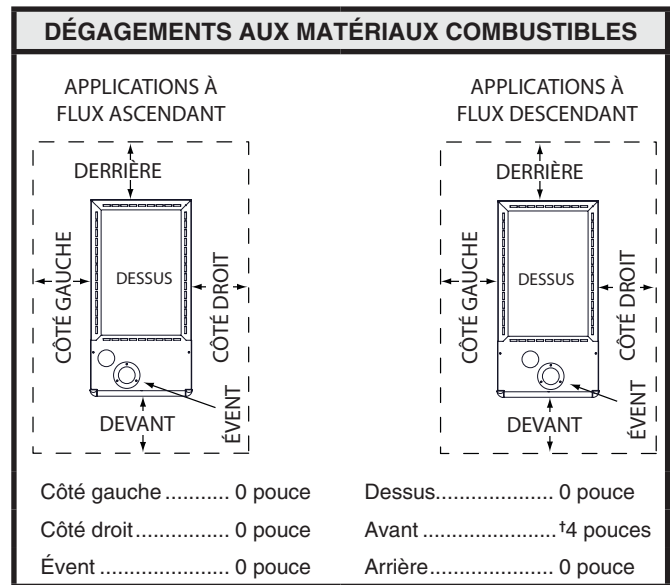 DÉGAGEMENTS AUX MATÉRIAUX COMBUSTIBLES
APPLICATIONS À
FLUX ASCENDANT
DERRIÈRE
CÔTÉ GAUCHE
DESSUS
CÔTÉ DROIT
DEVANT
ÉVENT
APPLICATIONS À
FLUX DESCENDANT
DERRIÈRE
CÔTÉ GAUCHE
DESSUS
CÔTÉ DROIT
DEVANT
ÉVENT
Côté gauche ........... 0 pouce
Côté droit................ 0 pouce
Évent ...................... 0 pouce
Dessus.................... 0 pouce
Avant .......................†4 pouces
Arrière..................... 0 pouce